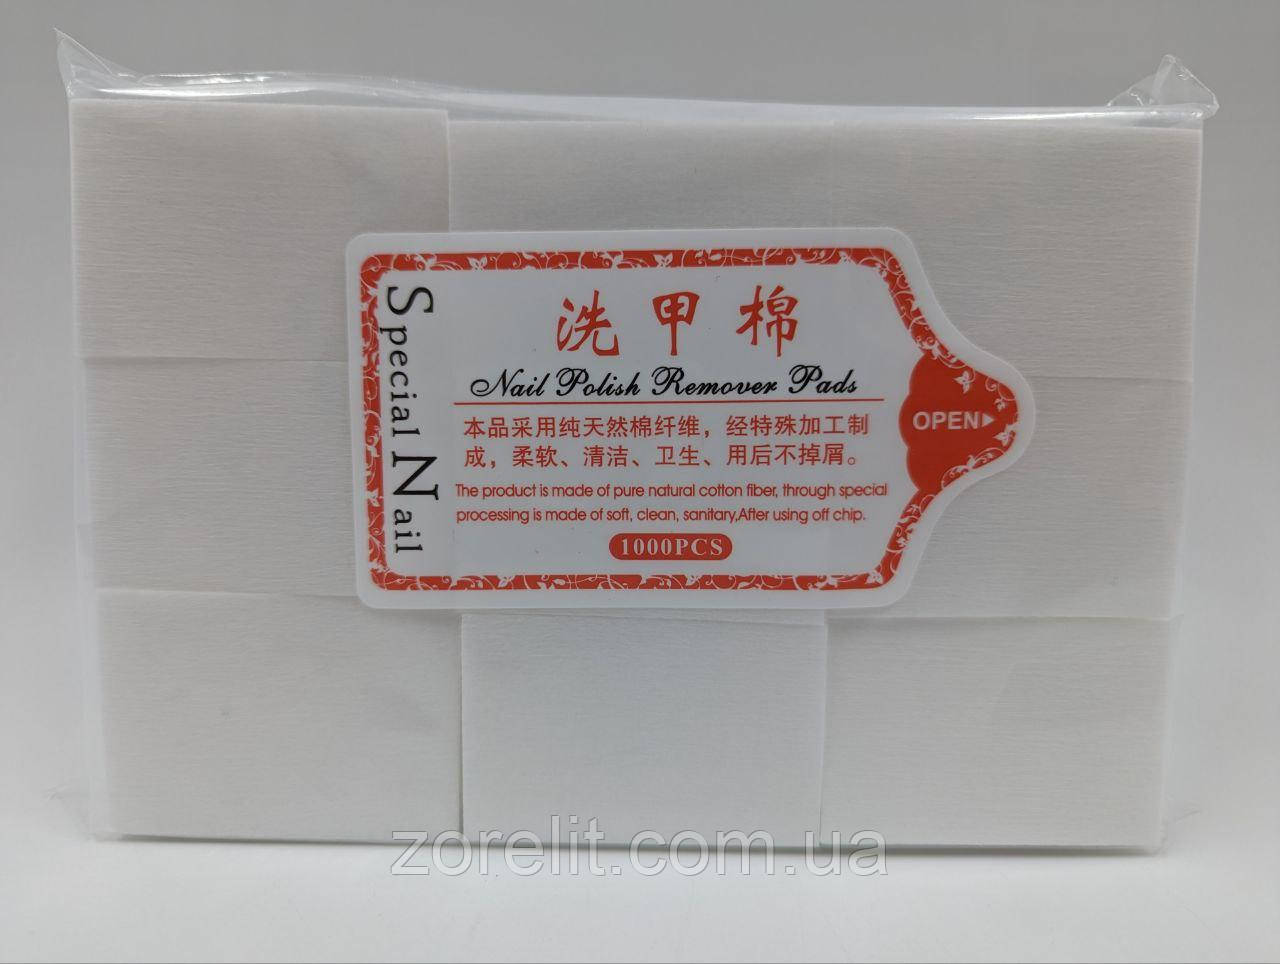 Special Nail
洗甲棉
Nail Polish Remover Pads
本品采用纯天然棉纤维，经特殊加工制
成，柔软、清洁、卫生、用后不掉屑。
The product is made of pure natural cotton fiber, through special
processing is made of soft, clean, sanitary,After using off chip.
1000PCS
OPEN
zorelit.com.ua